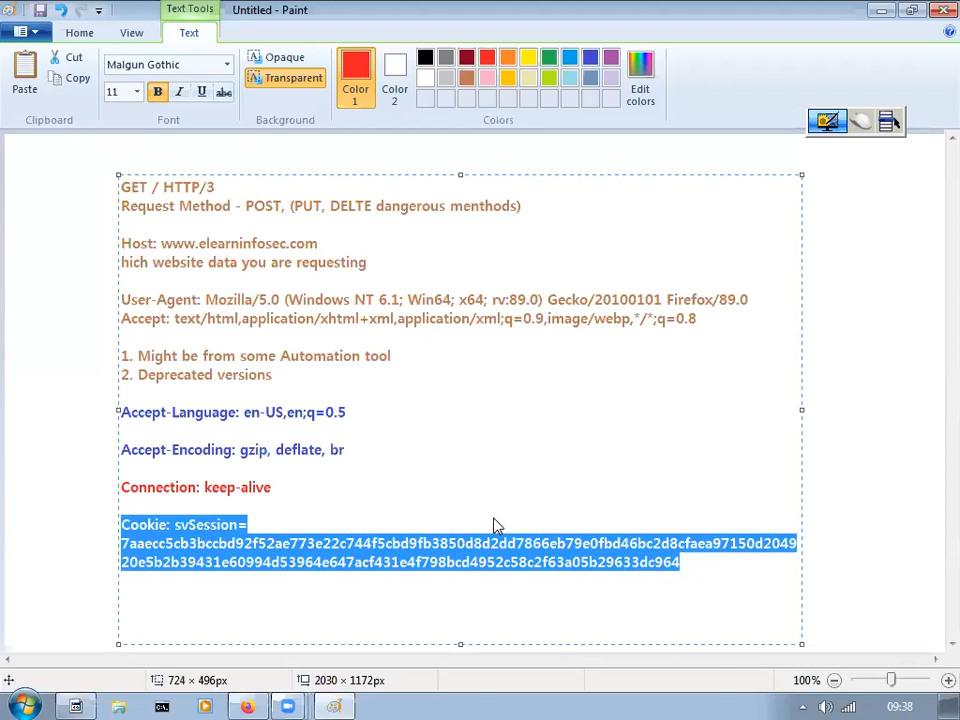 Text Tools
Untitled - Paint
Home
View
Text
Paste
Cut
Copy
Clipboard
Malgun Gothic
11
B
I
U
abc
Font
Opaque
Transparent
Background
Color 1
Color 2
Edit colors
Colors
GET / HTTP/3
Request Method - POST, (PUT, DELTE dangerous menthods)
Host: www.elearninfosec.com
hich website data you are requesting
User-Agent: Mozilla/5.0 (Windows NT 6.1; Win64; x64; rv:89.0) Gecko/20100101 Firefox/89.0
Accept: text/html,application/xhtml+xml,application/xml;q=0.9,image/webp,*/*;q=0.8
1. Might be from some Automation tool
2. Deprecated versions
Accept-Language: en-US,en;q=0.5
Accept-Encoding: gzip, deflate, br
Connection: keep-alive
Cookie: svSession=
7aaecc5cb3bccbd92f52ae773e22c744f5cbd9fb3850d8d2dd7866eb79e0fbd46bc2d8cfaea97150d2049
20e5b2b39431e60994d53964e647acf431e4f798bcd4952c58c2f63a05b29633dc964
724 × 496px
2030 × 1172px
100%
09:38